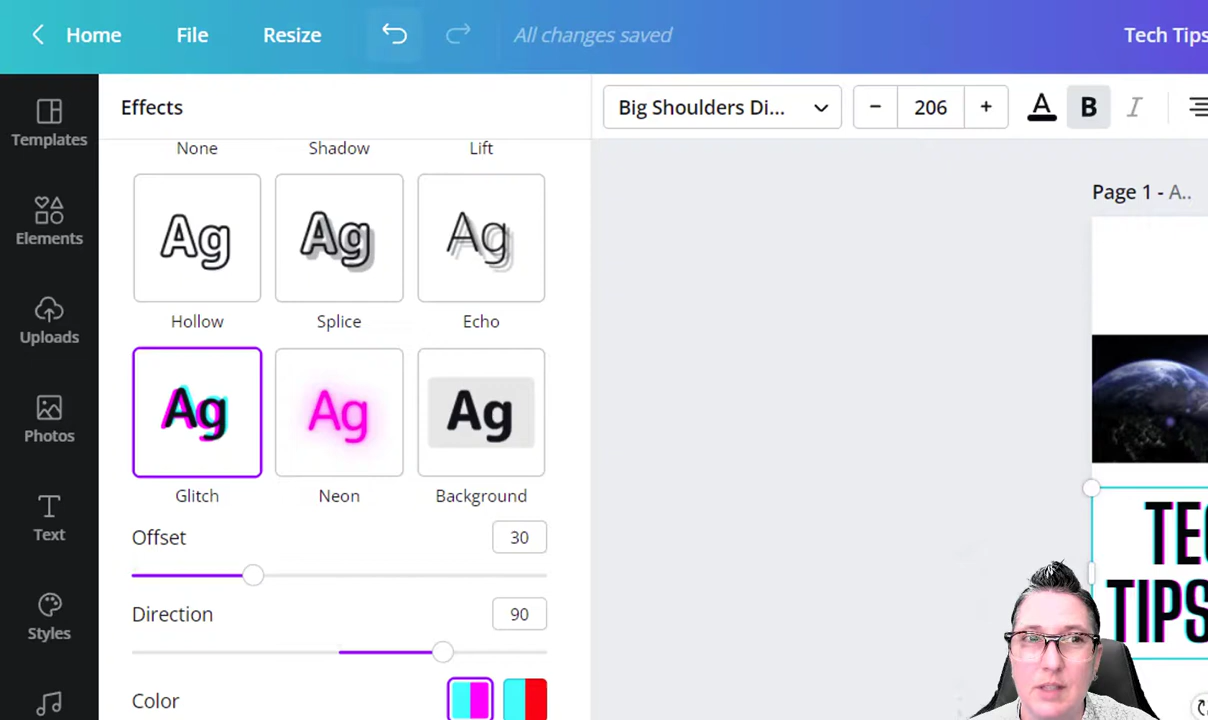 Home File Resize All changes saved Tech Tips
Effects
Big Shoulders Di... − 206 + A B I
Templates
Elements
Uploads
Photos
Text
Styles
None Shadow Lift
Ag Ag Ag
Hollow Splice Echo
Ag Ag Ag
Glitch Neon Background
Offset 30
Direction 90
Color
Page 1 - A..
TEC
TIPS